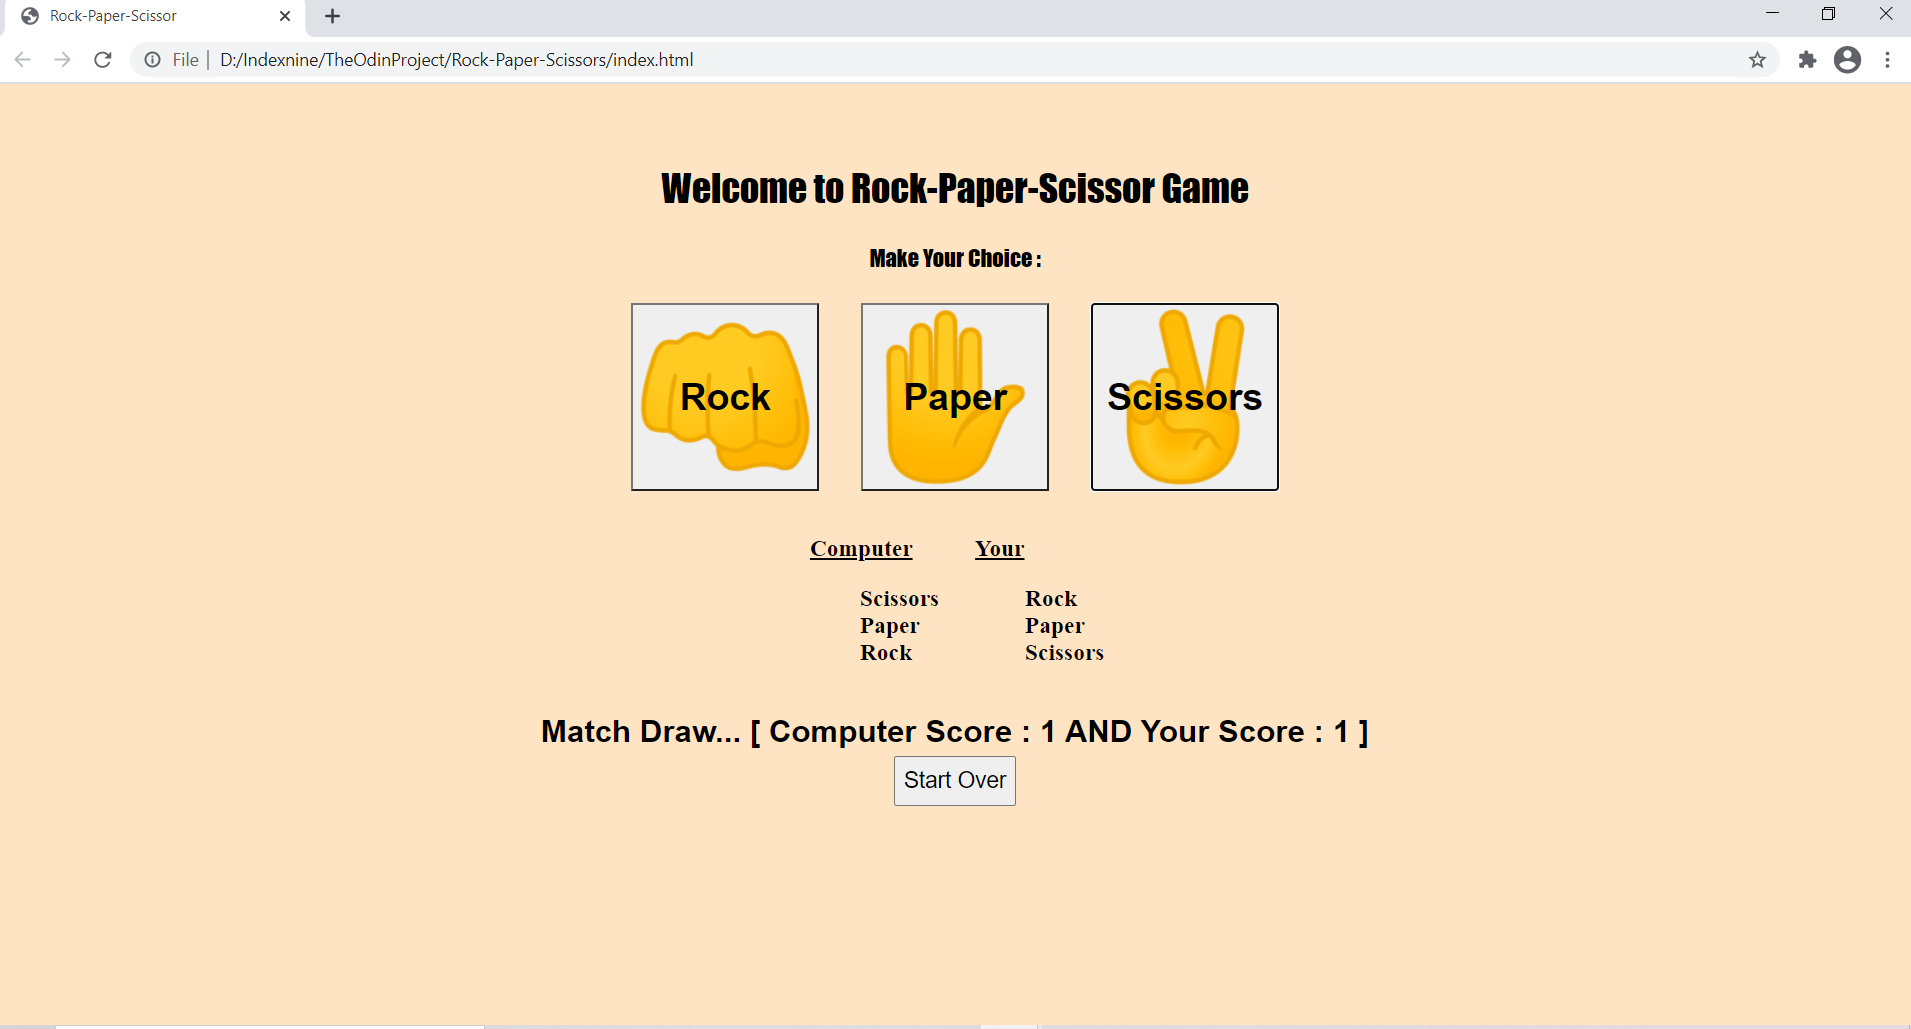 Rock-Paper-Scissor
File | D:/Indexnine/TheOdinProject/Rock-Paper-Scissors/index.html
Welcome to Rock-Paper-Scissor Game
Make Your Choice :
Rock Paper Scissors
Computer Your
Scissors Rock
Paper Paper
Rock Scissors
Match Draw... [ Computer Score : 1 AND Your Score : 1 ]
Start Over